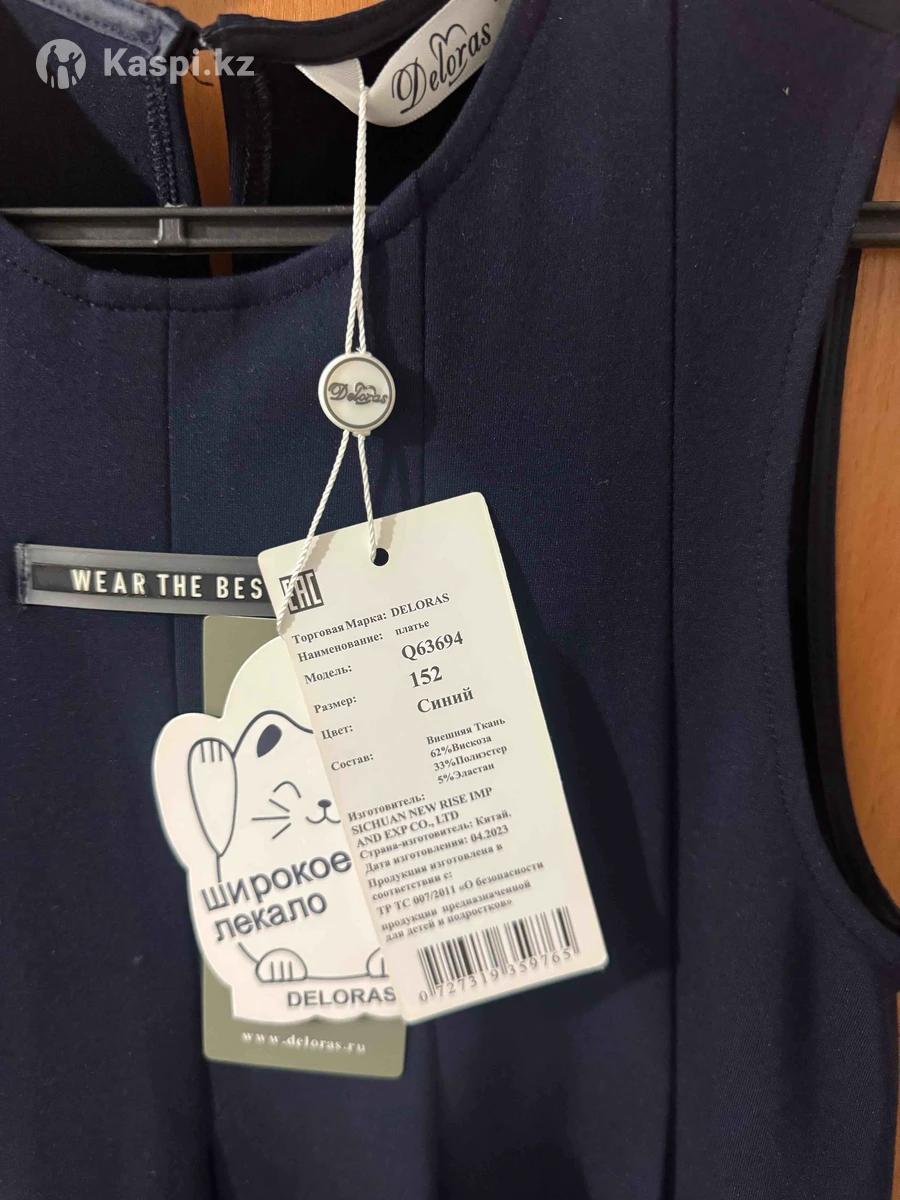 Kaspi.kz
Deloras
Deloras
WEAR THE BES
EAC
Торговая Марка: DELORAS
Наименование: платье
Модель: Q63694
Размер: 152
Цвет: Синий
Состав: Внешняя Ткань
62%Вискоза
33%Полиэстер
5%Эластан
Изготовитель:
SICHUAN NEW RISE IMP
AND EXP CO., LTD
Страна-изготовитель: Китай.
Дата изготовления: 04.2023
Продукция изготовлена в
соответствии с:
ТР ТС 007/2011 «О безопасности
продукции предназначенной
для детей и подростков»
0 727319 359765
широкое
лекало
DELORAS
www.deloras.ru